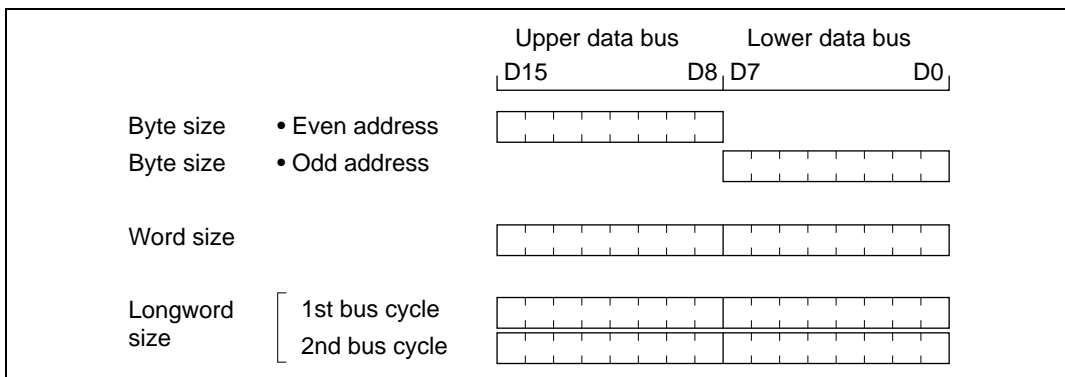 Upper data bus Lower data bus
D15 D8 D7 D0
Byte size • Even address
Byte size • Odd address
Word size
Longword size 1st bus cycle
2nd bus cycle